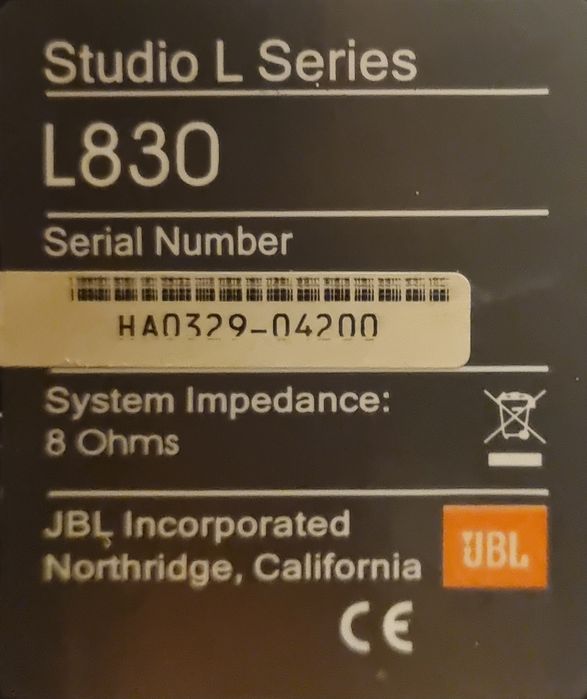 Studio L Series
L830
Serial Number
HA0329-04200
System Impedance:
8 Ohms
JBL Incorporated
Northridge, California
JBL
CE